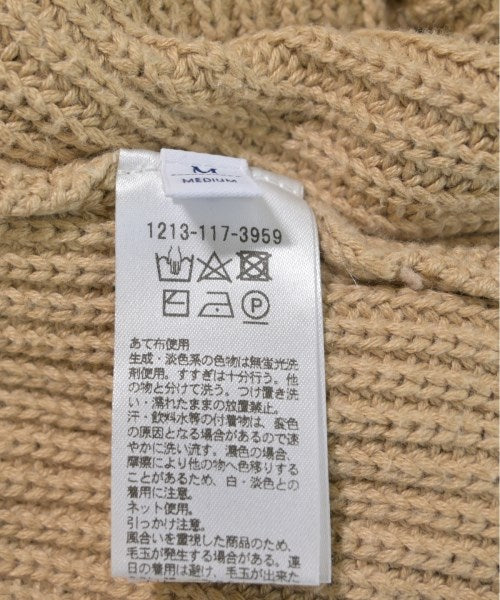 M
MEDIUM
1213-117-3959
あて布使用
生成・淡色系の色物は無蛍光洗
剤使用。すすぎは十分行う。他
の物と分けて洗う。つけ置き洗
い・濡れたままの放置禁止。
汗・飲料水等の付着物は、変色
の原因となる場合があるので速
やかに洗い流す。濃色の場合、
摩擦により他の物へ色移りする
ことがあるため、白・淡色との
着用に注意。
ネット使用。
引っかけ注意。
風合いを重視した商品のため、
毛玉が発生する場合がある。連
日の着用は避け、毛玉が出来た